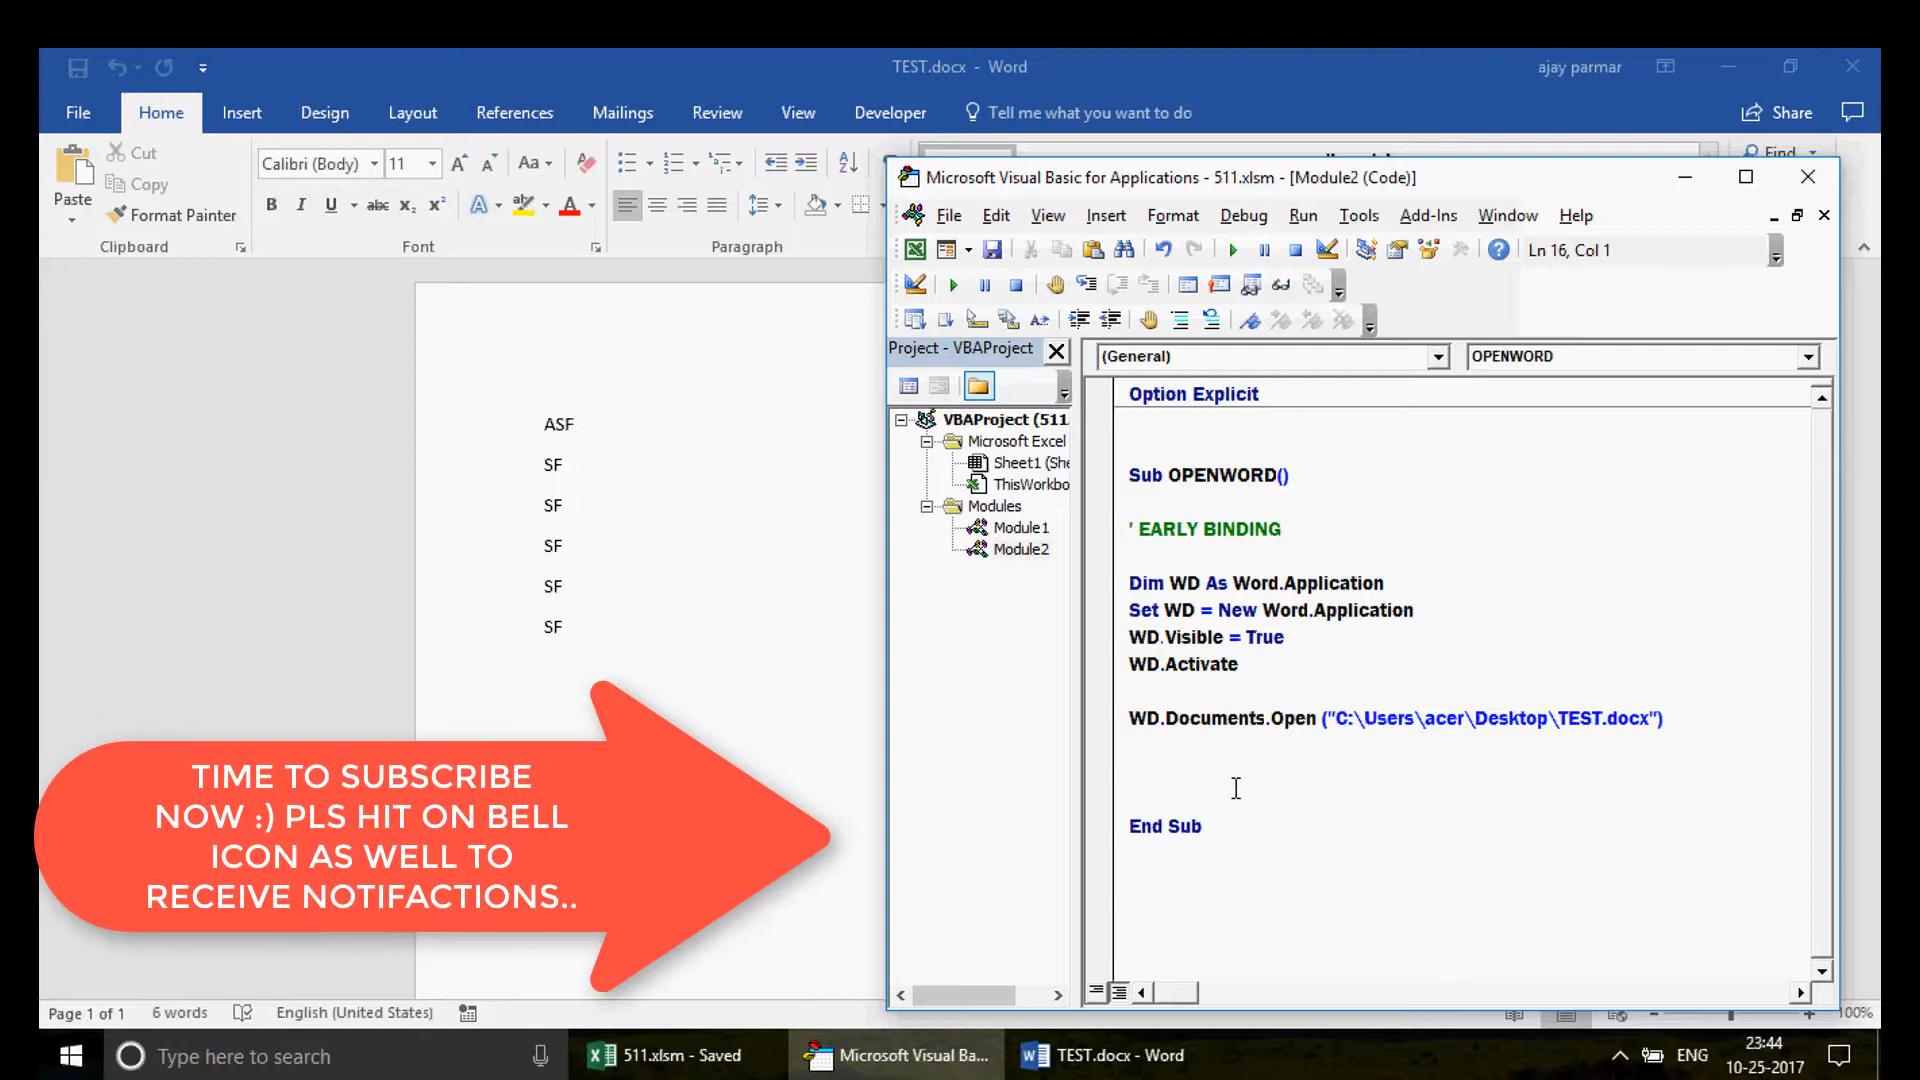 TEST.docx - Word
ajay parmar
File Home Insert Design Layout References Mailings Review View Developer Tell me what you want to do Share
Paste
Cut
Copy
Format Painter
Clipboard
Calibri (Body) 11
Aa
B I U abc x₂ x²
Font
Paragraph
Find
Microsoft Visual Basic for Applications - 511.xlsm - [Module2 (Code)]
File Edit View Insert Format Debug Run Tools Add-Ins Window Help
Ln 16, Col 1
Project - VBAProject
(General)
OPENWORD
VBAProject (511.
Microsoft Excel
Sheet1 (She
ThisWorkbo
Modules
Module1
Module2
Option Explicit
Sub OPENWORD()
' EARLY BINDING
Dim WD As Word.Application
Set WD = New Word.Application
WD.Visible = True
WD.Activate
WD.Documents.Open ("C:\Users\acer\Desktop\TEST.docx")
End Sub
ASF
SF
SF
SF
SF
SF
TIME TO SUBSCRIBE
NOW :) PLS HIT ON BELL
ICON AS WELL TO
RECEIVE NOTIFACTIONS..
Page 1 of 1 6 words English (United States)
100%
Type here to search
511.xlsm - Saved
Microsoft Visual Ba...
TEST.docx - Word
ENG
23:44
10-25-2017